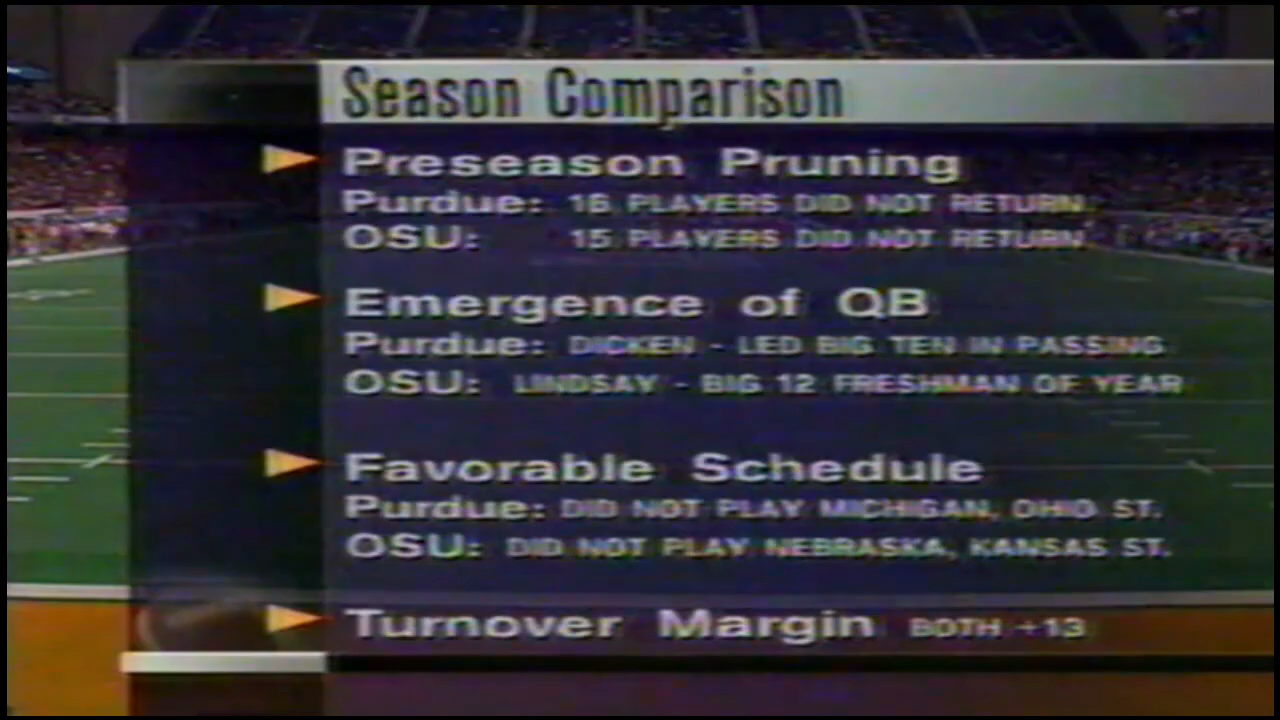 Season Comparison
Preseason Pruning
Purdue: 16 PLAYERS DID NOT RETURN
OSU: 15 PLAYERS DID NOT RETURN
Emergence of QB
Purdue: DICKEN - LED BIG TEN IN PASSING
OSU: LINDSAY - BIG 12 FRESHMAN OF YEAR
Favorable Schedule
Purdue: DID NOT PLAY MICHIGAN, OHIO ST.
OSU: DID NOT PLAY NEBRASKA, KANSAS ST.
Turnover Margin BOTH +13